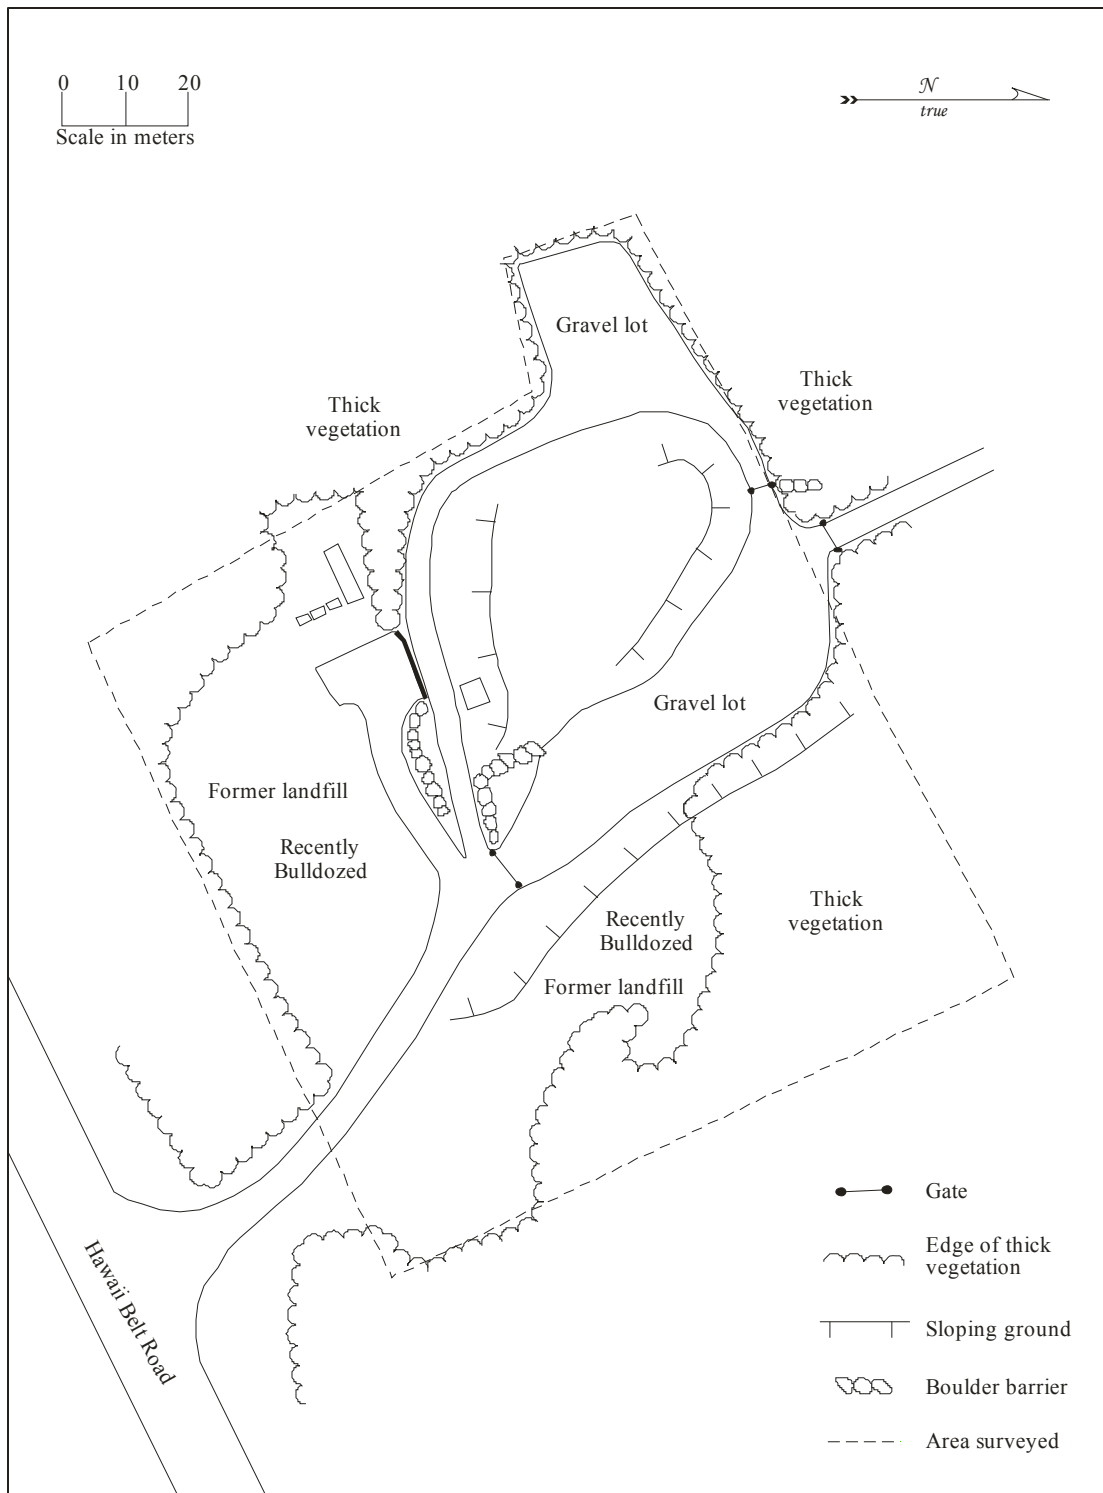 0 10 20
Scale in meters
N
true
Gravel lot
Thick
vegetation
Thick
vegetation
Gravel lot
Former landfill
Recently
Bulldozed
Thick
vegetation
Recently
Bulldozed
Former landfill
Hawaii Belt Road
Gate
Edge of thick
vegetation
Sloping ground
Boulder barrier
Area surveyed